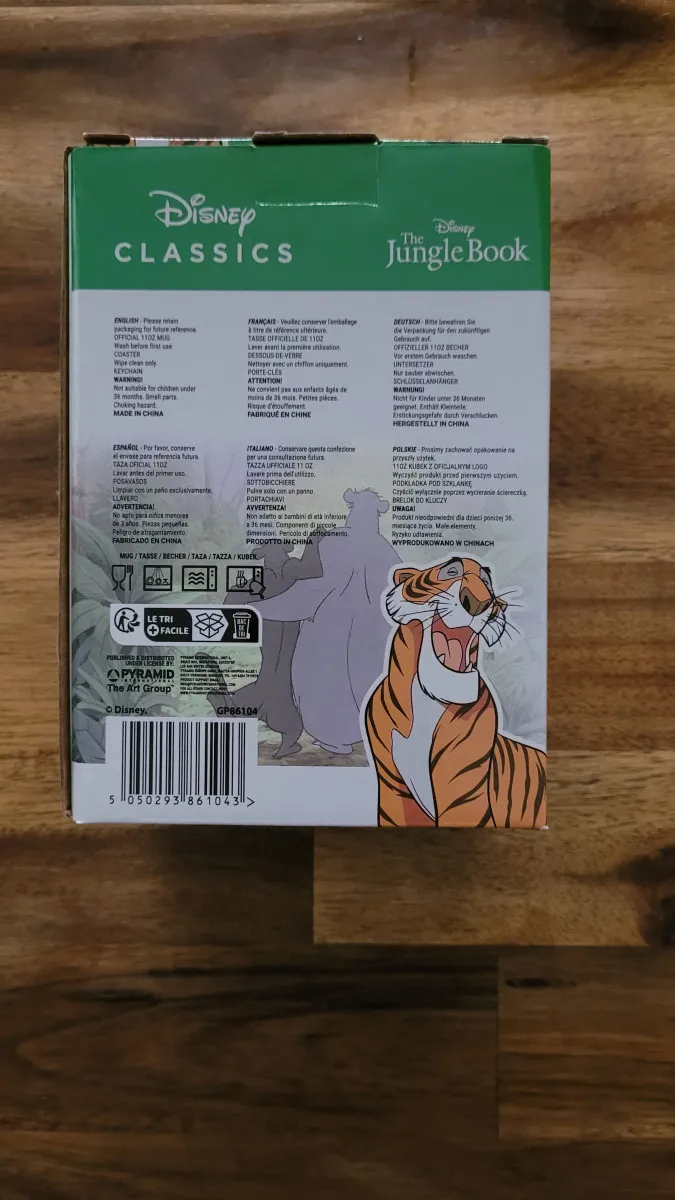 Disney
CLASSICS
Disney
The
Jungle Book
ENGLISH - Please retain
packaging for future reference.
OFFICIAL 11OZ MUG
Wash before first use.
COASTER
Wipe clean only.
KEYCHAIN
WARNING!
Not suitable for children under
36 months. Small parts.
Choking hazard.
MADE IN CHINA
FRANÇAIS - Veuillez conserver l'emballage
à titre de référence ultérieure.
TASSE OFFICIELLE DE 11OZ
Laver avant la première utilisation.
DESSOUS-DE-VERRE
Nettoyer avec un chiffon uniquement.
PORTE-CLÉS
ATTENTION!
Ne convient pas aux enfants âgés de
moins de 36 mois. Petites pièces.
Risque d'étouffement.
FABRIQUÉ EN CHINE
DEUTSCH - Bitte bewahren Sie
die Verpackung für den zukünftigen
Gebrauch auf.
OFFIZIELLER 11OZ BECHER
Vor erstem Gebrauch waschen.
UNTERSETZER
Nur sauber abwischen.
SCHLÜSSELANHÄNGER
WARNUNG!
Nicht für Kinder unter 36 Monaten
geeignet. Enthält Kleinteile.
Erstickungsgefahr durch Verschlucken.
HERGESTELLT IN CHINA
ESPAÑOL - Por favor, conserve
el envase para referencia futura.
TAZA OFICIAL 11OZ
Lavar antes del primer uso.
POSAVASOS
Limpiar con un paño exclusivamente.
LLAVERO
ADVERTENCIA!
No apto para niños menores
de 3 años. Piezas pequeñas.
Peligro de atragantamiento.
FABRICADO EN CHINA
ITALIANO - Conservare questa confezione
per una consultazione futura.
TAZZA UFFICIALE 11 OZ
Lavare prima dell'utilizzo.
SOTTOBICCHIERE
Pulire solo con un panno.
PORTACHIAVI
AVVERTENZA!
Non adatto ai bambini di età inferiore
a 36 mesi. Componenti di piccole
dimensioni. Pericolo di soffocamento.
PRODOTTO IN CHINA
POLSKIE - Prosimy zachować opakowanie na
przyszły użytek.
11OZ KUBEK Z OFICJALNYM LOGO
Wyczyść produkt przed pierwszym użyciem.
PODKŁADKA POD SZKLANKĘ
Czyścić wyłącznie poprzez wycieranie ściereczką.
BRELOK DO KLUCZY
UWAGA!
Produkt nieodpowiedni dla dzieci poniżej 36.
miesiąca życia. Małe elementy.
Ryzyko udławienia.
WYPRODUKOWANO W CHINACH
MUG / TASSE / BECHER / TAZA / TAZZA / KUBEK
LE TRI
+ FACILE
BAC
DE
TRI
PUBLISHED & DISTRIBUTED
UNDER LICENSE BY:
PYRAMID
INTERNATIONAL
The Art Group
© Disney.
GP86104
5 050293 861043 >